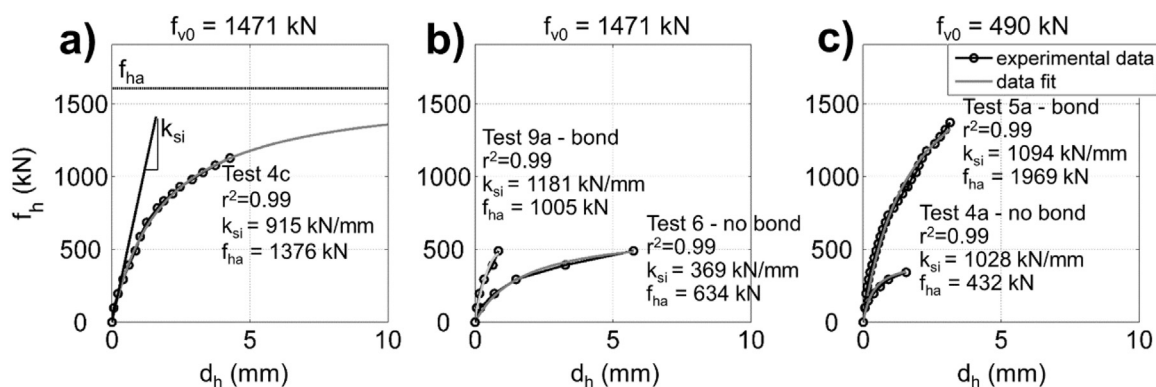 a)
f_v0 = 1471 kN
f_ha
k_si
Test 4c
r²=0.99
k_si = 915 kN/mm
f_ha = 1376 kN
f_h (kN)
1500
1000
500
0
0 5 10
d_h (mm)
b)
f_v0 = 1471 kN
Test 9a - bond
r²=0.99
k_si = 1181 kN/mm
f_ha = 1005 kN
Test 6 - no bond
r²=0.99
k_si = 369 kN/mm
f_ha = 634 kN
1500
1000
500
0
0 5 10
d_h (mm)
c)
f_v0 = 490 kN
experimental data
data fit
Test 5a - bond
r²=0.99
k_si = 1094 kN/mm
f_ha = 1969 kN
Test 4a - no bond
r²=0.99
k_si = 1028 kN/mm
f_ha = 432 kN
1500
1000
500
0
0 5 10
d_h (mm)